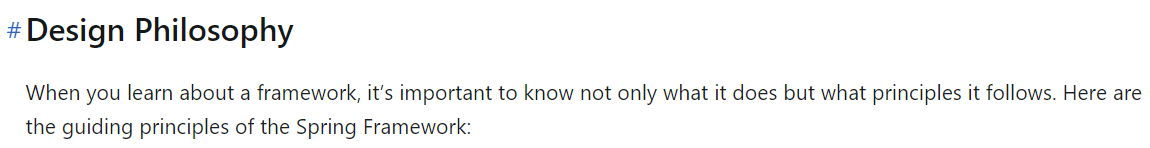 # Design Philosophy
When you learn about a framework, it’s important to know not only what it does but what principles it follows. Here are
the guiding principles of the Spring Framework: